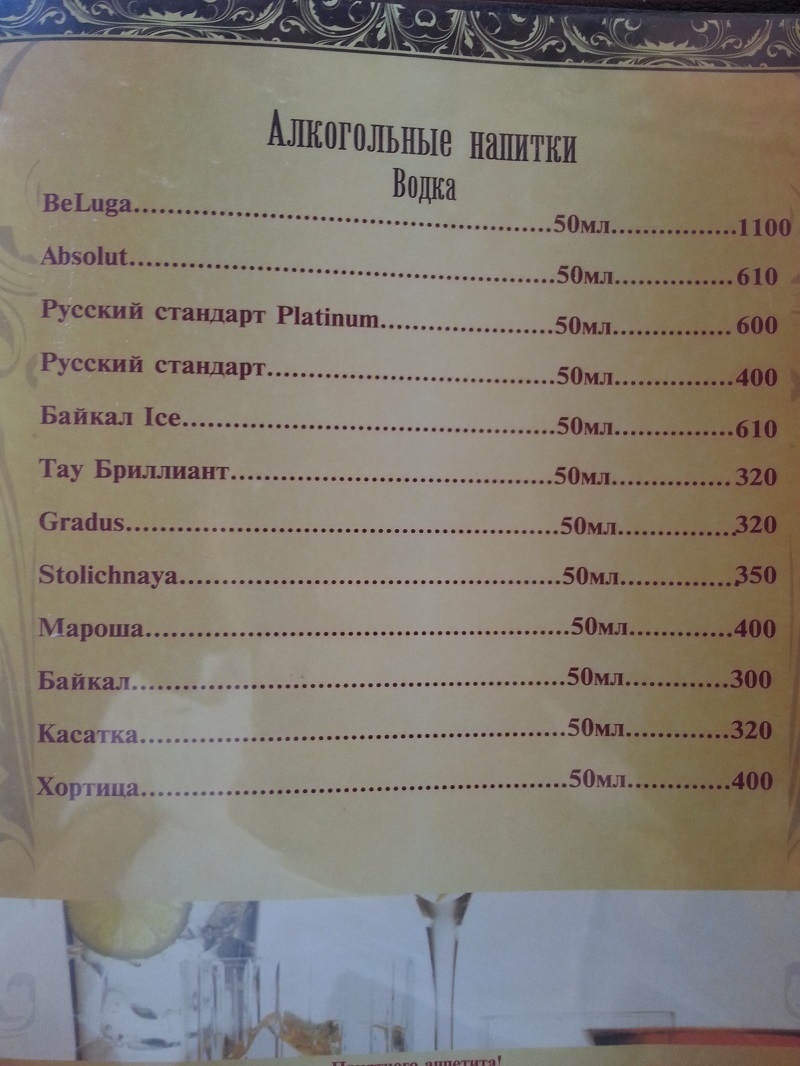 Алкогольные напитки
Водка
BeLuga........................................50мл...............1100
Absolut........................................50мл..............610
Русский стандарт Platinum.................50мл..............600
Русский стандарт............................50мл..............400
Байкал Ice....................................50мл..............610
Тау Бриллиант................................50мл..............320
Gradus.........................................50мл..............320
Stolichnaya...................................50мл..............350
Мароша........................................50мл.............400
Байкал.........................................50мл.............300
Касатка........................................50мл.............320
Хортица........................................50мл.............400
Приятного аппетита!